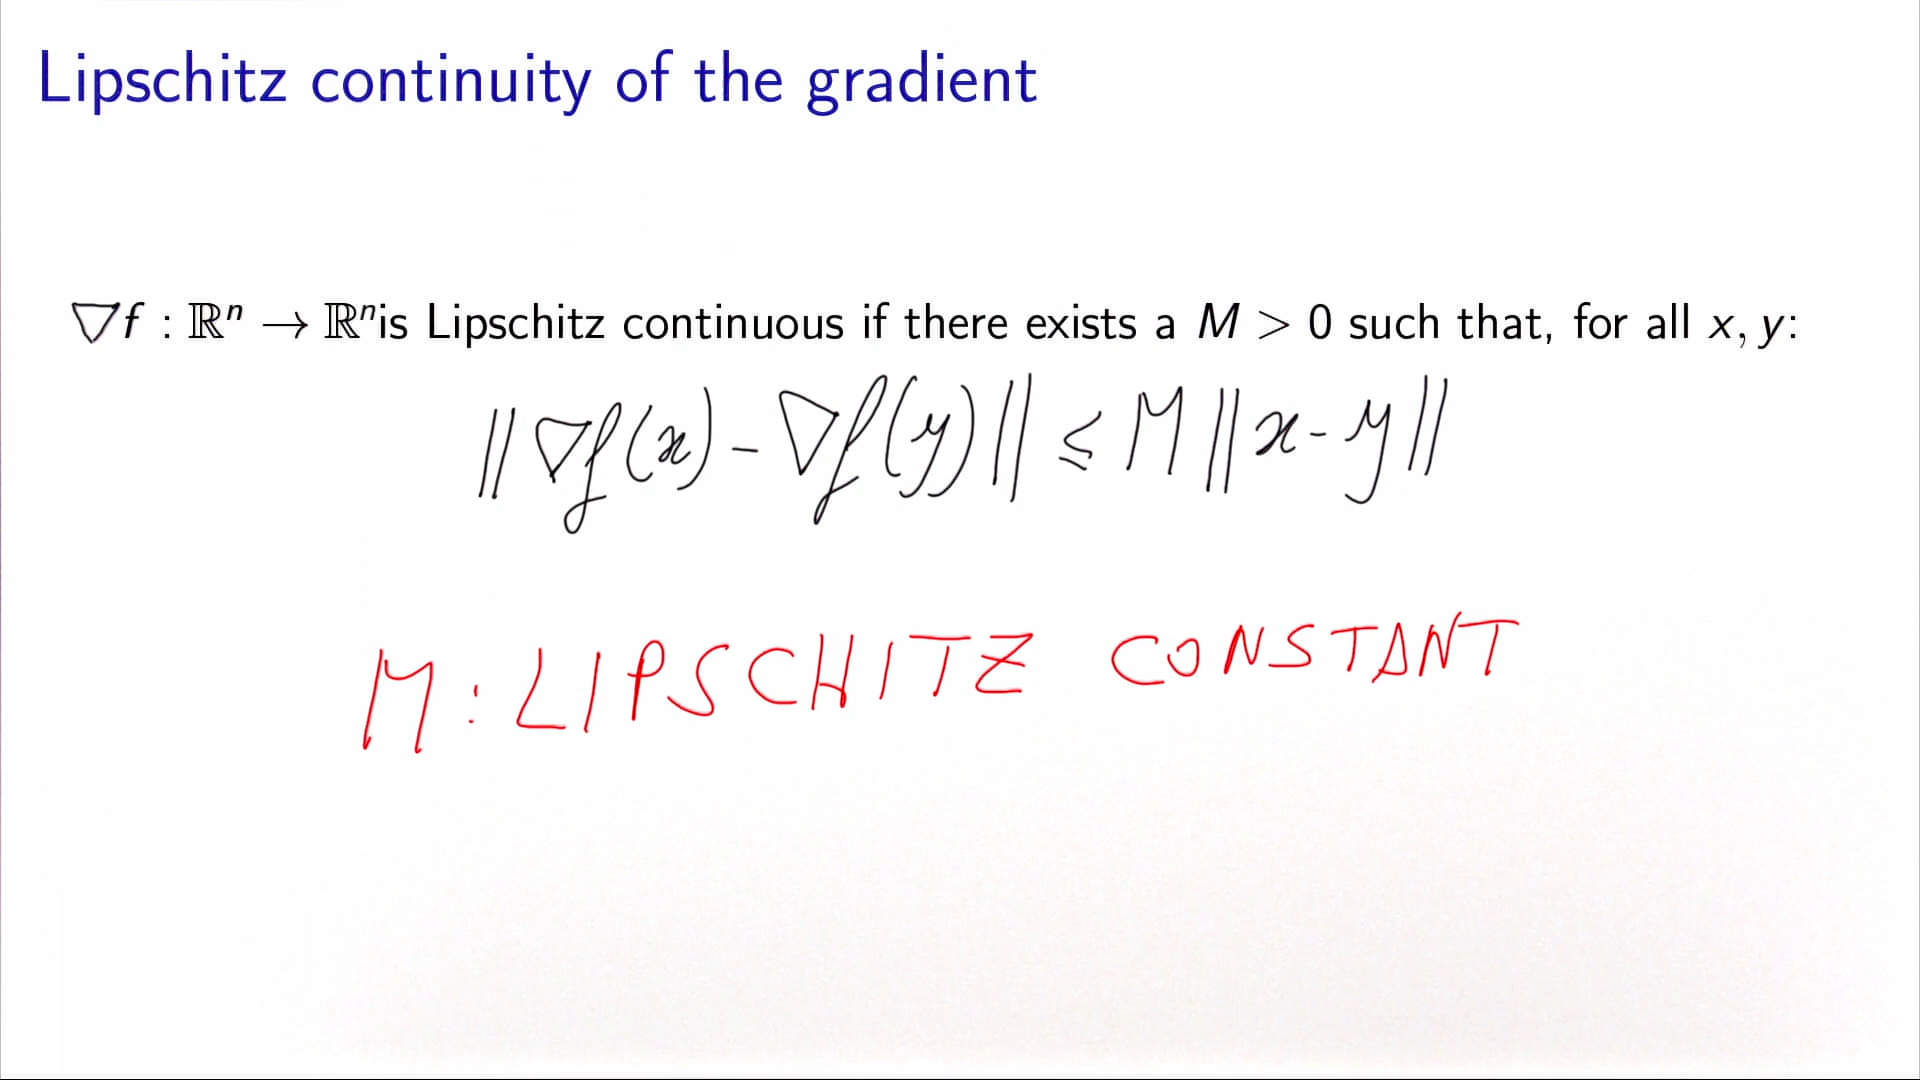 Lipschitz continuity of the gradient
∇f : ℝⁿ → ℝⁿis Lipschitz continuous if there exists a M > 0 such that, for all x, y:
‖∇f(x) - ∇f(y)‖ ≤ M‖x - y‖
M : LIPSCHITZ CONSTANT